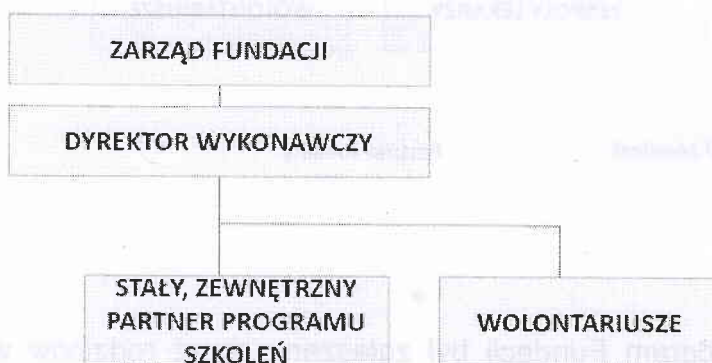 ZARZĄD FUNDACJI
DYREKTOR WYKONAWCZY
STAŁY, ZEWNĘTRZNY
PARTNER PROGRAMU
SZKOLEŃ
WOLONTARIUSZE